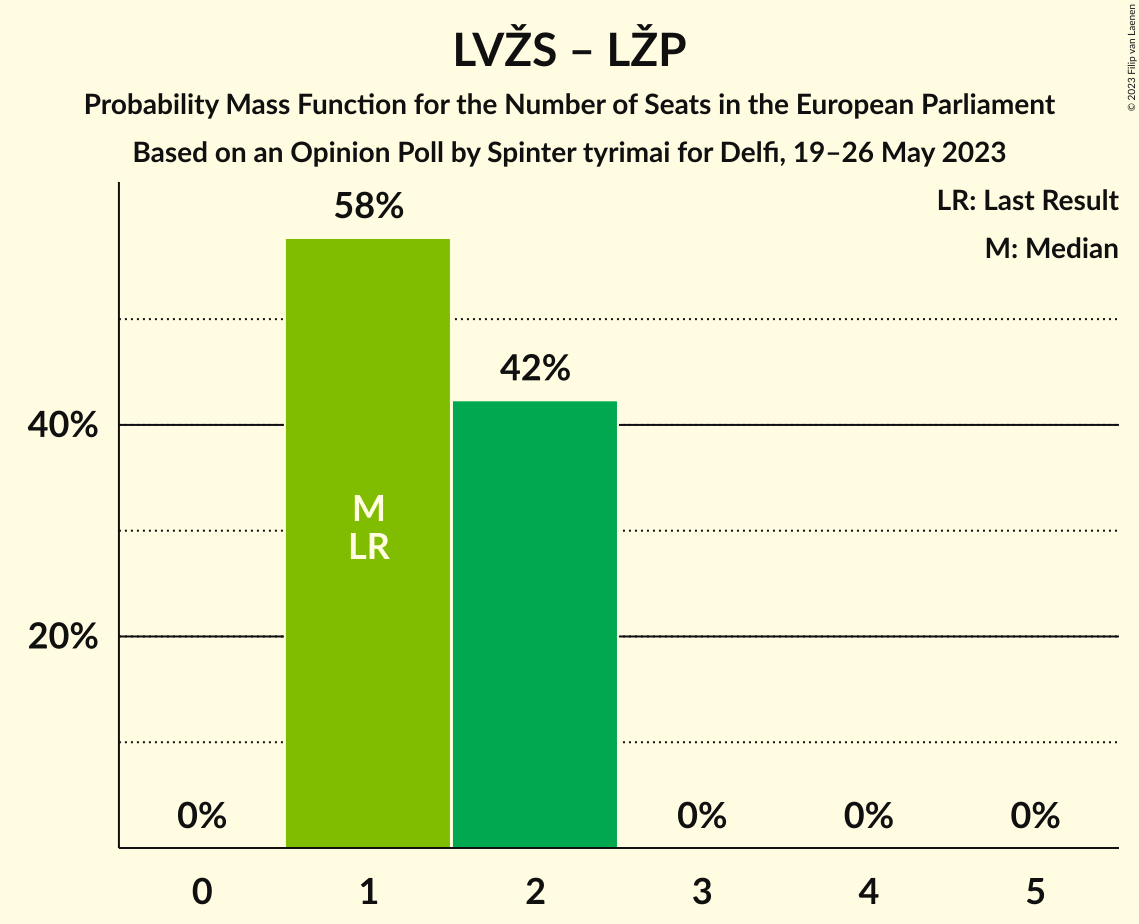 LVŽS – LŽP
Probability Mass Function for the Number of Seats in the European Parliament
Based on an Opinion Poll by Spinter tyrimai for Delfi, 19–26 May 2023
© 2023 Filip van Laenen
LR: Last Result
M: Median
58%
42%
40%
20%
M
LR
0%
0%
0%
0%
0
1
2
3
4
5